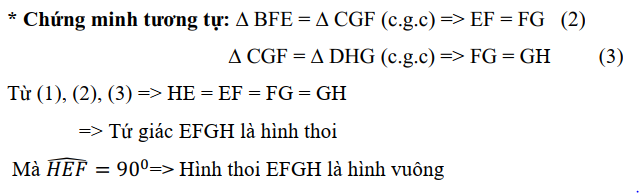 * Chứng minh tương tự: Δ BFE = Δ CGF (c.g.c) => EF = FG (2)
Δ CGF = Δ DHG (c.g.c) => FG = GH (3)
Từ (1), (2), (3) => HE = EF = FG = GH
=> Tứ giác EFGH là hình thoi
Mà \(\widehat{HEF} = 90^0\)=> Hình thoi EFGH là hình vuông
.